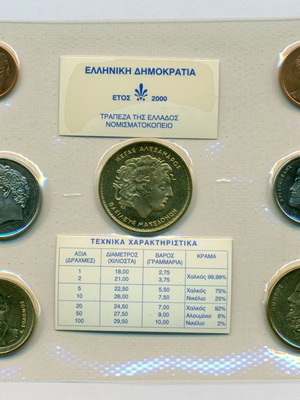 ΕΛΛΗΝΙΚΗ ΔΗΜΟΚΡΑΤΙΑ
ΕΤΟΣ 2000
ΤΡΑΠΕΖΑ ΤΗΣ ΕΛΛΑΔΟΣ
ΝΟΜΙΣΜΑΤΟΚΟΠΕΙΟ
ΜΕΓΑΣ ΑΛΕΞΑΝΔΡΟΣ
ΒΑΣΙΛΕΥΣ ΜΑΚΕΔΟΝΩΝ
ΤΕΧΝΙΚΑ ΧΑΡΑΚΤΗΡΙΣΤΙΚΑ
ΑΞΙΑ ΔΙΑΜΕΤΡΟΣ ΒΑΡΟΣ ΚΡΑΜΑ
(ΔΡΑΧΜΕΣ) (ΧΙΛΙΟΣΤΑ) (ΓΡΑΜΜΑΡΙΑ)
1 18,00 2,75 Χαλκός 99,99%
2 21,00 3,75
5 22,50 5,50 Χαλκός 75%
10 26,00 7,50 Νικέλιο 25%
20 24,50 7,00 Χαλκός 92%
50 27,50 9,00 Αλουμίνιο 6%
100 29,50 10,00 Νικέλιο 2%